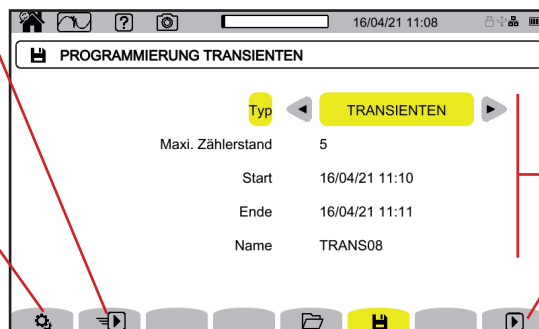 ? 16/04/21 11:08
PROGRAMMIERUNG TRANSIENTEN
Typ TRANSIENTEN
Maxi. Zählerstand 5
Start 16/04/21 11:10
Ende 16/04/21 11:11
Name TRANS08